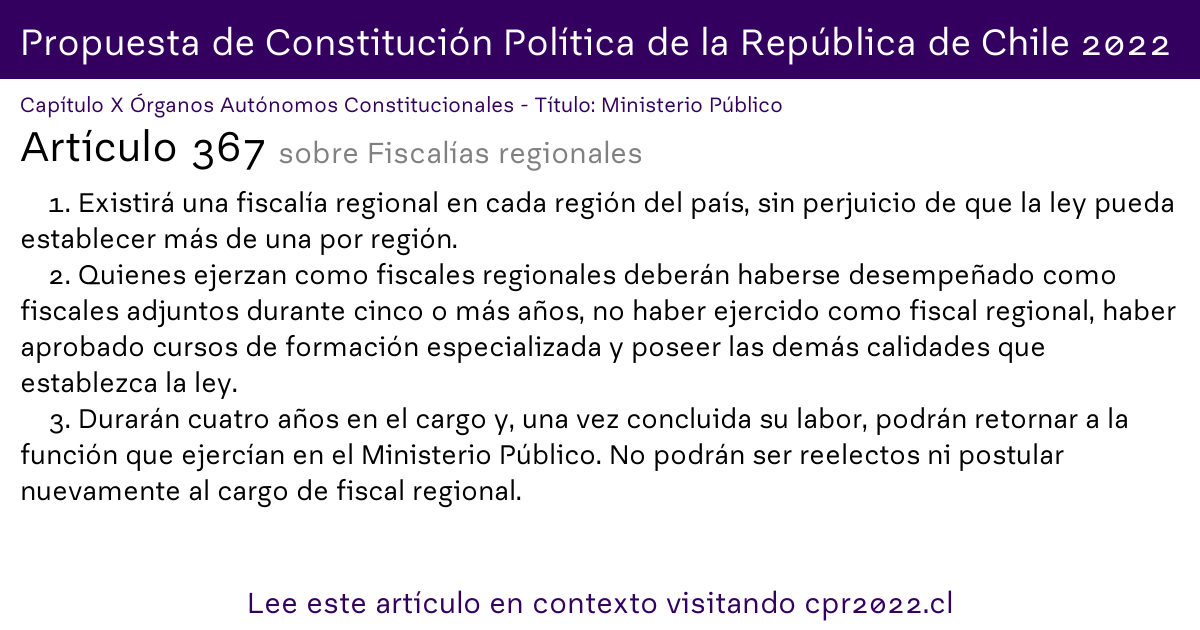 Propuesta de Constitución Política de la República de Chile 2022
Capítulo X Órganos Autónomos Constitucionales - Título: Ministerio Público
Artículo 367 sobre Fiscalías regionales
1. Existirá una fiscalía regional en cada región del país, sin perjuicio de que la ley pueda
establecer más de una por región.
2. Quienes ejerzan como fiscales regionales deberán haberse desempeñado como
fiscales adjuntos durante cinco o más años, no haber ejercido como fiscal regional, haber
aprobado cursos de formación especializada y poseer las demás calidades que
establezca la ley.
3. Durarán cuatro años en el cargo y, una vez concluida su labor, podrán retornar a la
función que ejercían en el Ministerio Público. No podrán ser reelectos ni postular
nuevamente al cargo de fiscal regional.
Lee este artículo en contexto visitando cpr2022.cl